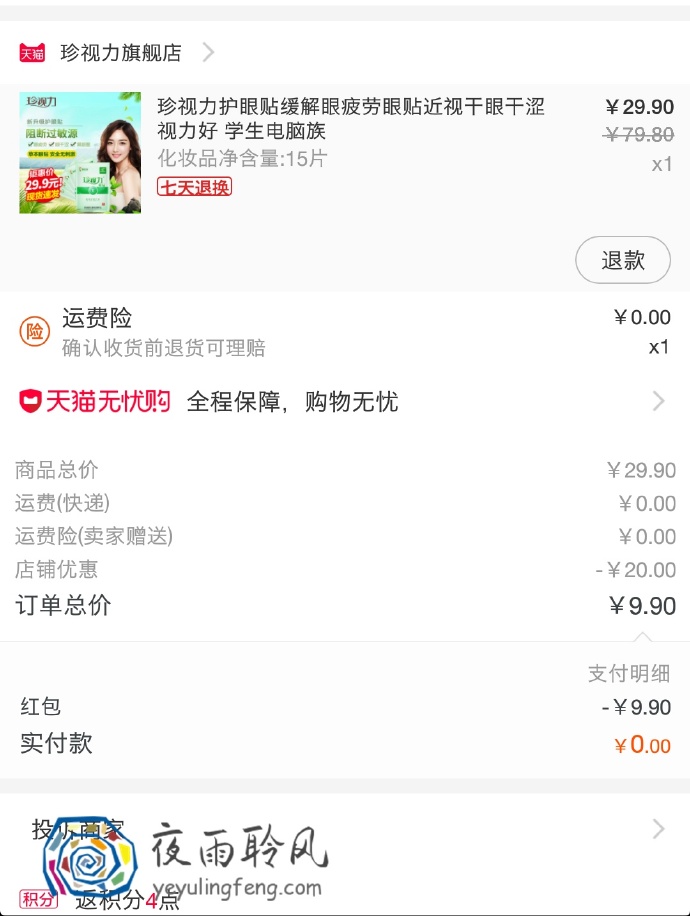 天猫 珍视力旗舰店
珍视力
阻断过敏源
钜惠价
29.9元!
现货速发
珍视力护眼贴缓解眼疲劳眼贴近视干眼干涩
视力好 学生电脑族
¥29.90
¥79.80
化妆品净含量:15片
x1
七天退换
退款
险 运费险
¥0.00
确认收货前退货可理赔
x1
天猫无忧购 全程保障，购物无忧
商品总价 ¥29.90
运费(快递) ¥0.00
运费险(卖家赠送) ¥0.00
店铺优惠 -¥20.00
订单总价 ¥9.90
支付明细
红包 -¥9.90
实付款 ¥0.00
投诉商家
夜雨聆风
yeyulingfeng.com
积分 返积分4点